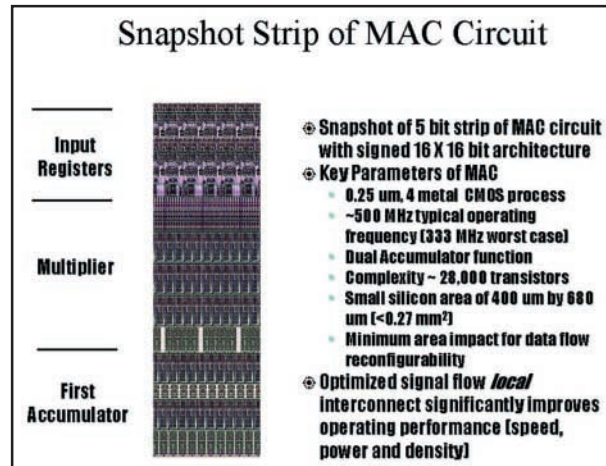 Snapshot Strip of MAC Circuit
Input
Registers
Multiplier
First
Accumulator
Snapshot of 5 bit strip of MAC circuit
with signed 16 X 16 bit architecture
Key Parameters of MAC
0.25 um, 4 metal CMOS process
~500 MHz typical operating
frequency (333 MHz worst case)
Dual Accumulator function
Complexity ~ 28,000 transistors
Small silicon area of 400 um by 680
um (<0.27 mm²)
Minimum area impact for data flow
reconfigurability
Optimized signal flow local
interconnect significantly improves
operating performance (speed,
power and density)